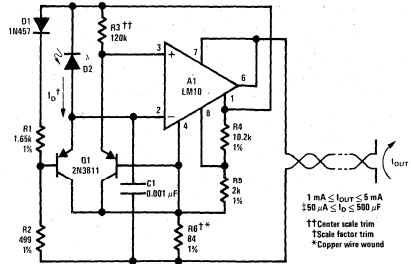 D1
1N457
R3 ††
120k
λ
D2
I_D†
3
+
7
A1
LM10
6
2
−
1
8
4
R1
1.65k
1%
Q1
2N3811
R4
10.2k
1%
C1
0.001 µF
R5
2k
1%
R2
499
1%
R6 †*
84
1%
I_OUT
1 mA ≤ I_OUT ≤ 5 mA
‡50 µA ≤ I_D ≤ 500 µF
††Center scale trim
†Scale factor trim
*Copper wire wound